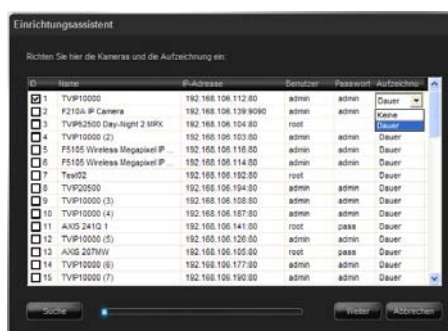 Einrichtungsassistent
Richten Sie hier die Kameras und die Aufzeichnung ein:
ID Name IP-Adresse Benutzer Passwort Aufzeichnu
1 TVIP10000 192.168.106.112:80 admin admin Dauer
2 F210A IP Camera 192.168.106.139:9090 admin admin Keine
3 TVIP52500 Day-Night 2 MPX 192.168.106.104:80 root Dauer
4 TVIP10000 (2) 192.168.106.103:80 admin admin Dauer
5 F5105 Wireless Megapixel IP ... 192.168.106.116:80 admin admin Dauer
6 F5105 Wireless Megapixel IP ... 192.168.106.114:80 admin admin Dauer
7 Test02 192.168.106.192:80 root Dauer
8 TVIP20500 192.168.106.194:80 admin admin Dauer
9 TVIP10000 (3) 192.168.106.108:80 admin admin Dauer
10 TVIP10000 (4) 192.168.106.187:80 admin admin Dauer
11 AXIS 241Q 1 192.168.106.141:80 root pass Dauer
12 TVIP10000 (5) 192.168.106.126:80 admin admin Dauer
13 AXIS 207MW 192.168.106.105:80 root pass Dauer
14 TVIP10000 (6) 192.168.106.177:80 admin admin Dauer
15 TVIP10000 (7) 192.168.106.190:80 admin admin Dauer
Suche Weiter Abbrechen